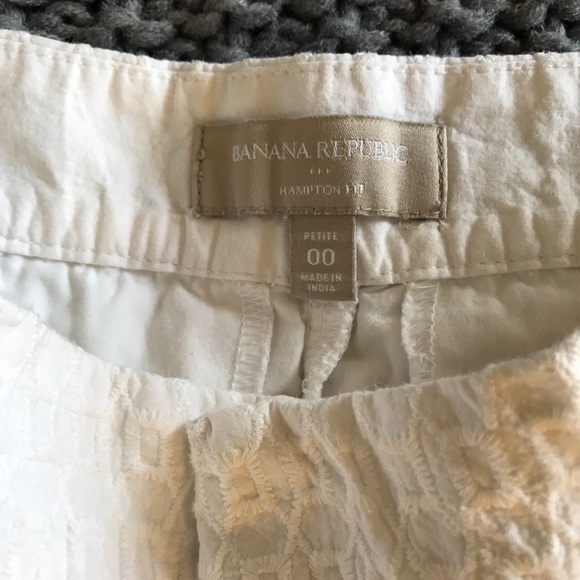 BANANA REPUBLIC
HAMPTON FIT
PETITE
00
MADE IN
INDIA